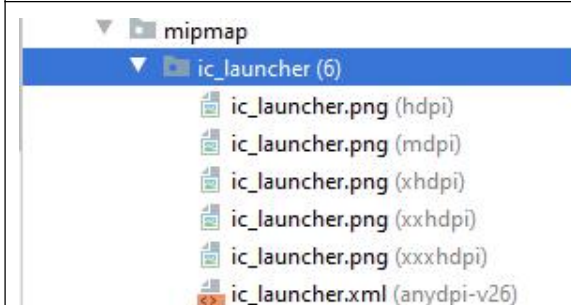 mipmap
ic_launcher (6)
ic_launcher.png (hdpi)
ic_launcher.png (mdpi)
ic_launcher.png (xhdpi)
ic_launcher.png (xxhdpi)
ic_launcher.png (xxxhdpi)
ic_launcher.xml (anydpi-v26)